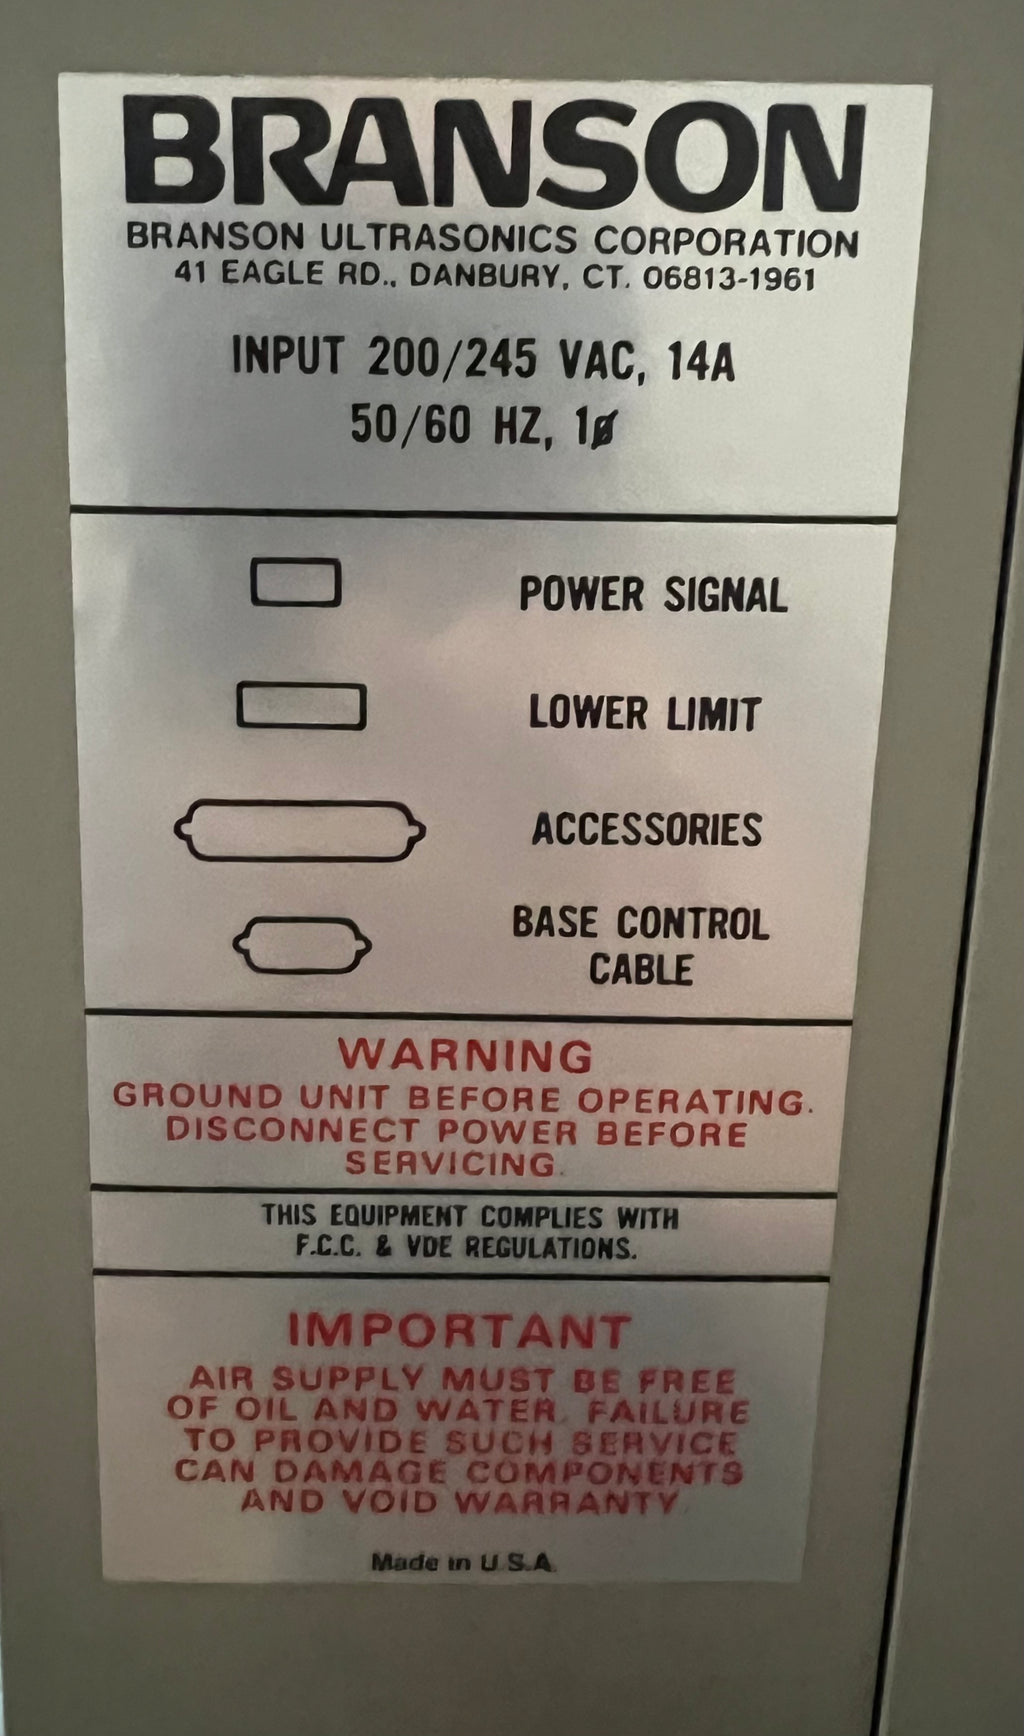 BRANSON
BRANSON ULTRASONICS CORPORATION
41 EAGLE RD., DANBURY, CT. 06813-1961
INPUT 200/245 VAC, 14A
50/60 HZ, 1ø
POWER SIGNAL
LOWER LIMIT
ACCESSORIES
BASE CONTROL
CABLE
WARNING
GROUND UNIT BEFORE OPERATING.
DISCONNECT POWER BEFORE
SERVICING.
THIS EQUIPMENT COMPLIES WITH
F.C.C. & VDE REGULATIONS.
IMPORTANT
AIR SUPPLY MUST BE FREE
OF OIL AND WATER. FAILURE
TO PROVIDE SUCH SERVICE
CAN DAMAGE COMPONENTS
AND VOID WARRANTY.
Made in U.S.A.